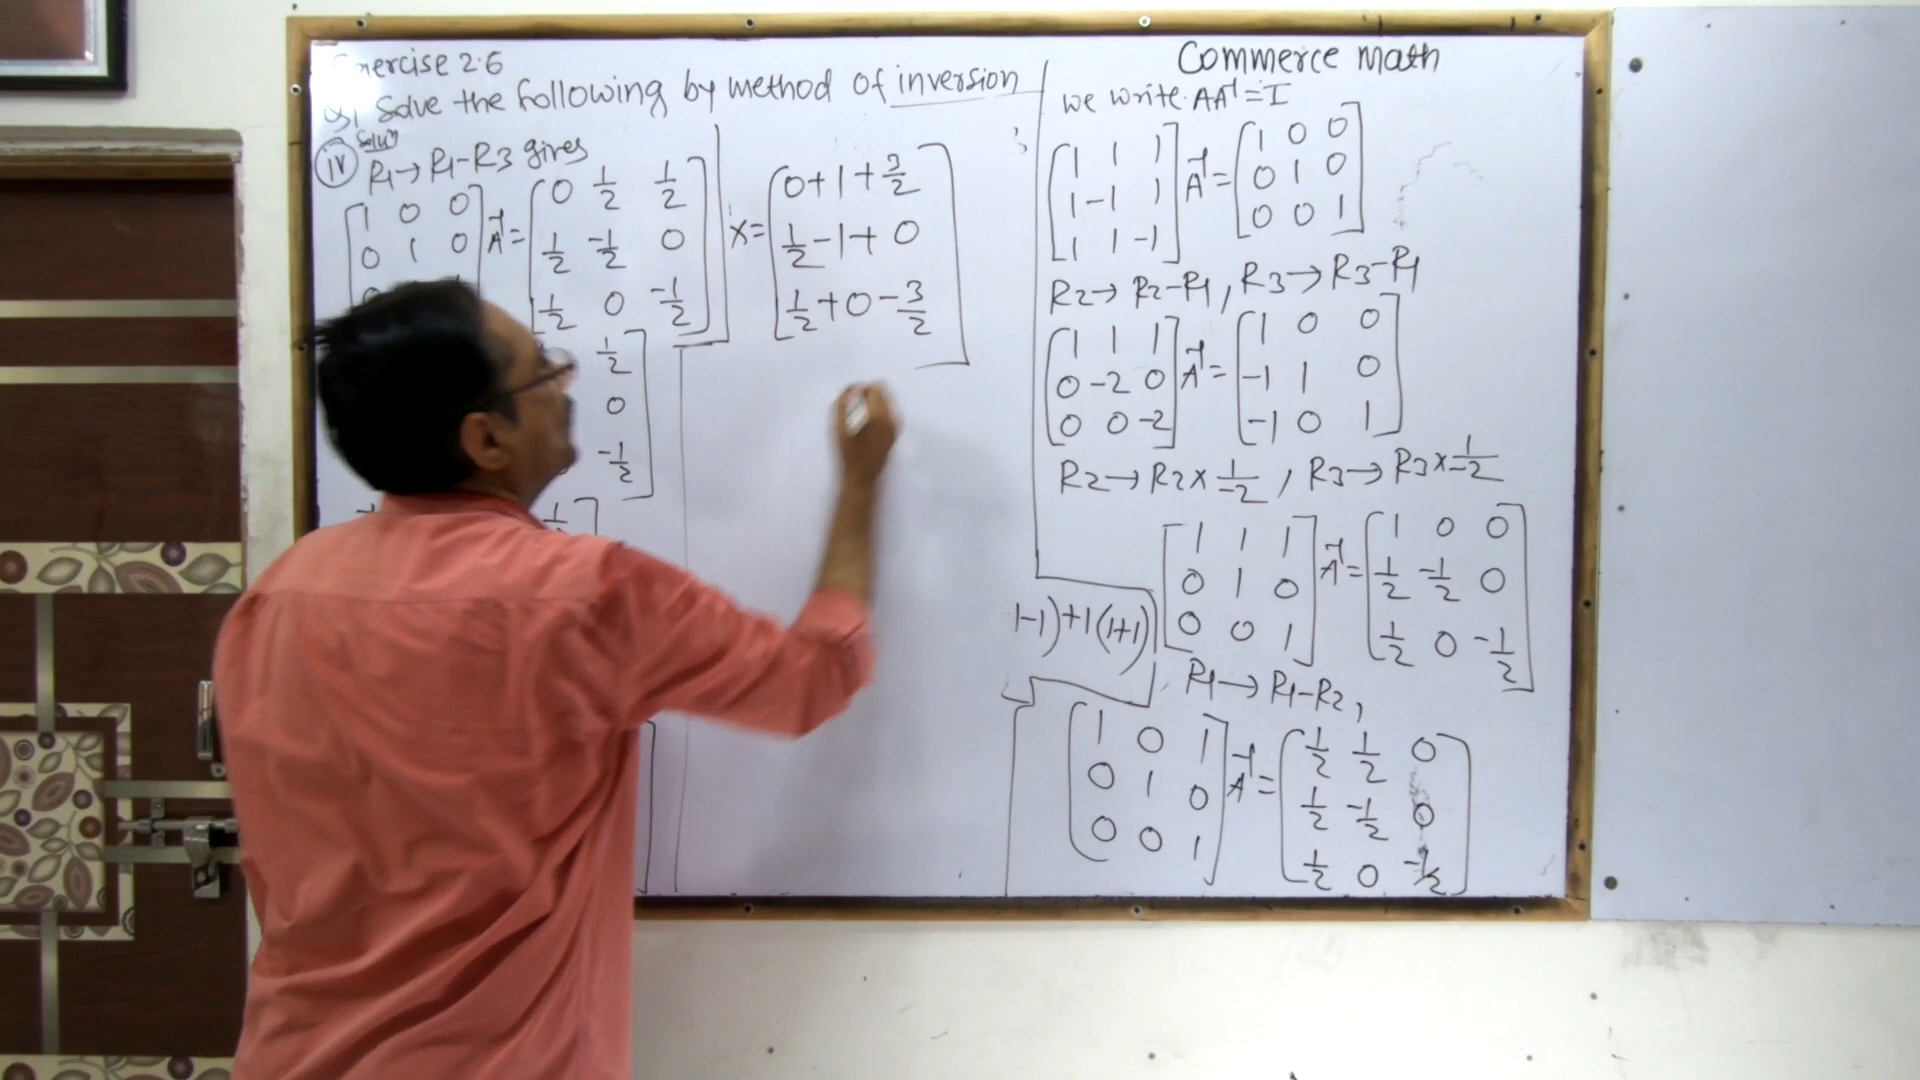 Exercise 2.6
Q1 Solve the following by method of inversion
(iv) Soluⁿ
R1→R1-R3 gives
1 0 0
0 1 0
A⁻¹=
0 1/2 1/2
1/2 -1/2 0
1/2 0 -1/2
1/2
0
-1/2
x=
0+1+3/2
1/2-1+0
1/2+0-3/2
Commerce Math
we write AA⁻¹=I
1 1 1
1 -1 1
1 1 -1
A⁻¹=
1 0 0
0 1 0
0 0 1
R2→R2-R1, R3→R3-R1
1 1 1
0 -2 0
0 0 -2
A⁻¹=
1 0 0
-1 1 0
-1 0 1
R2→R2×1/-2, R3→R3×1/-2
1 1 1
0 1 0
0 0 1
A⁻¹=
1 0 0
1/2 -1/2 0
1/2 0 -1/2
1-1)+1(1+1)
R1→R1-R2,
1 0 1
0 1 0
0 0 1
A⁻¹=
1/2 1/2 0
1/2 -1/2 0
1/2 0 -1/2